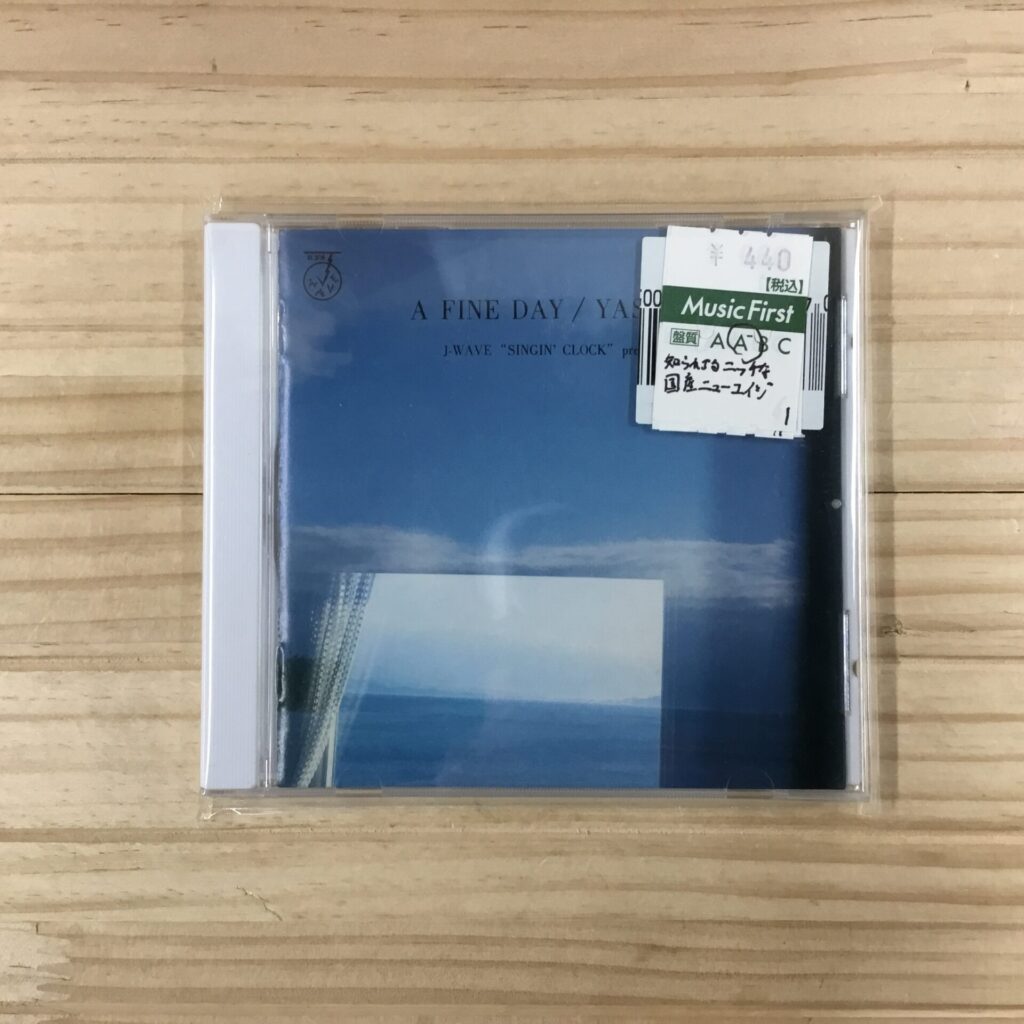 A FINE DAY / YAS
J-WAVE "SINGIN' CLOCK" pre
¥ 440
【税込】
Music First
盤質 A A⁻ B C
知られざるニッチな
国産ニューエイジ
1